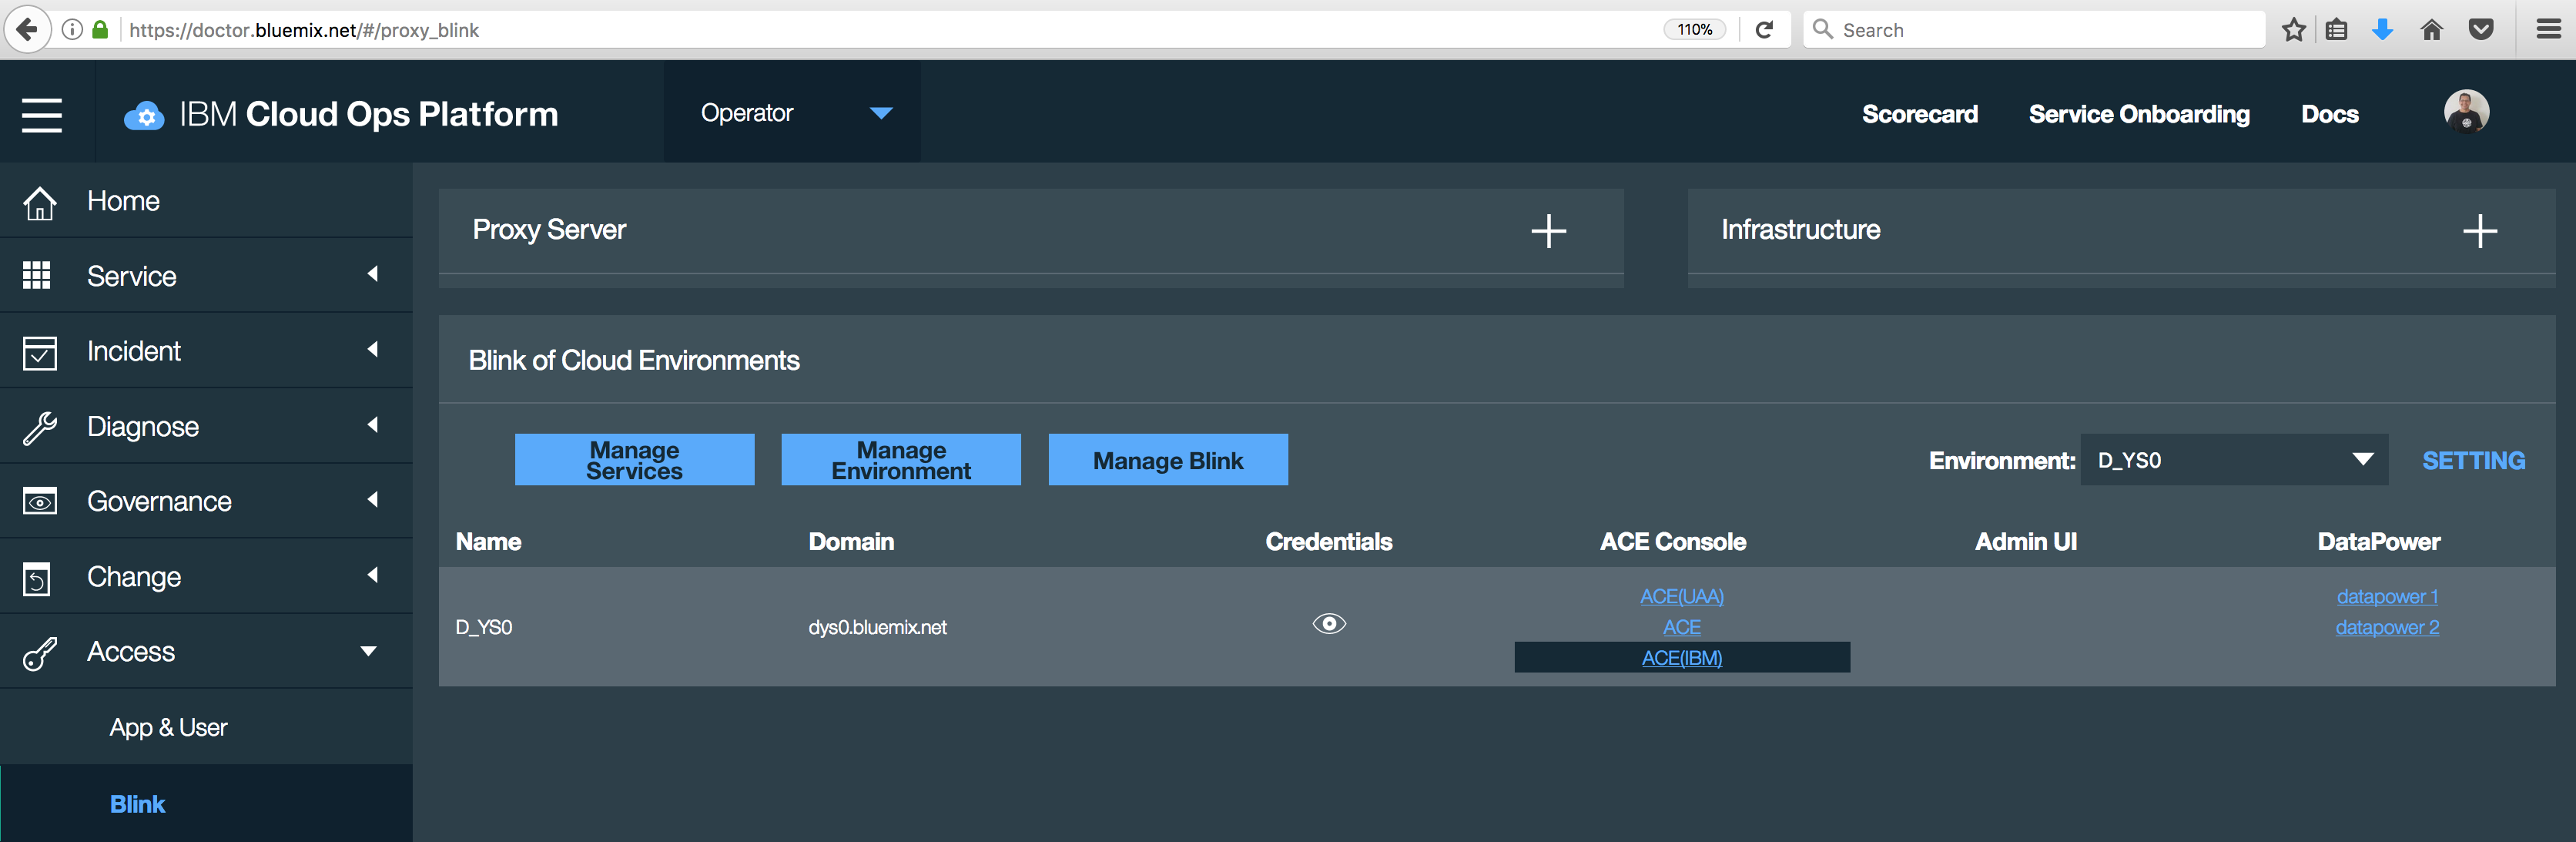 https://doctor.bluemix.net/#/proxy_blink
110%
Search
IBM Cloud Ops Platform
Operator
Scorecard
Service Onboarding
Docs
Home
Service
Incident
Diagnose
Governance
Change
Access
App & User
Blink
Proxy Server
Infrastructure
Blink of Cloud Environments
Manage
Services
Manage
Environment
Manage Blink
Environment:
D_YS0
SETTING
Name
Domain
Credentials
ACE Console
Admin UI
DataPower
D_YS0
dys0.bluemix.net
ACE(UAA)
ACE
ACE(IBM)
datapower 1
datapower 2